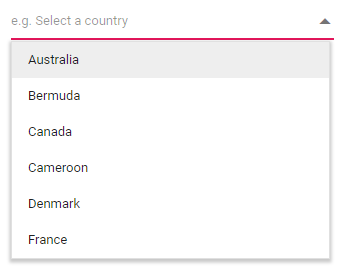 e.g. Select a country
Australia
Bermuda
Canada
Cameroon
Denmark
France